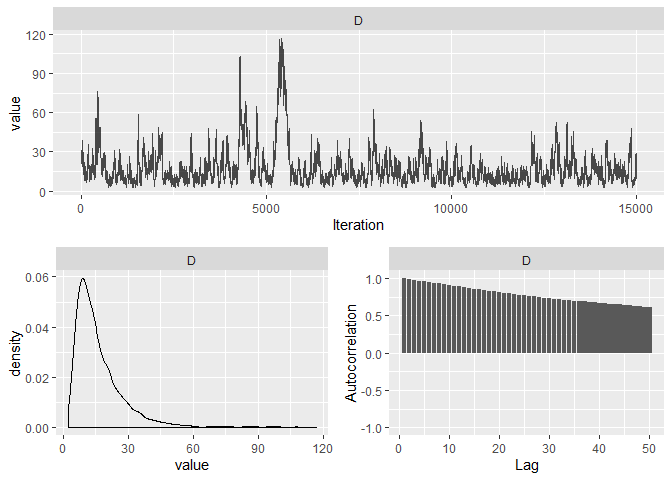 D
120
90
60
30
0
value
0 5000 10000 15000
Iteration
D
0.06
0.04
0.02
0.00
density
0 30 60 90 120
value
D
1.0
0.5
0.0
-0.5
-1.0
Autocorrelation
0 10 20 30 40 50
Lag